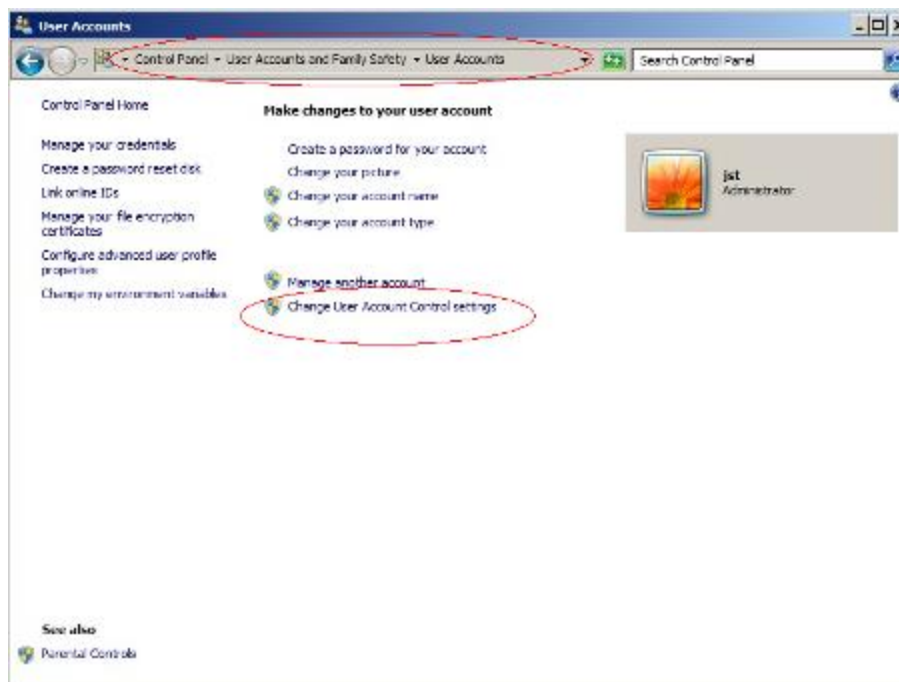 User Accounts
Control Panel User Accounts and Family Safety User Accounts
Search Control Panel
Control Panel Home
Manage your credentials
Create a password reset disk
Link online IDs
Manage your file encryption
certificates
Configure advanced user profile
properties
Change my environment variables
Make changes to your user account
Create a password for your account
Change your picture
Change your account name
Change your account type
Manage another account
Change User Account Control settings
jst
Administrator
See also
Parental Controls